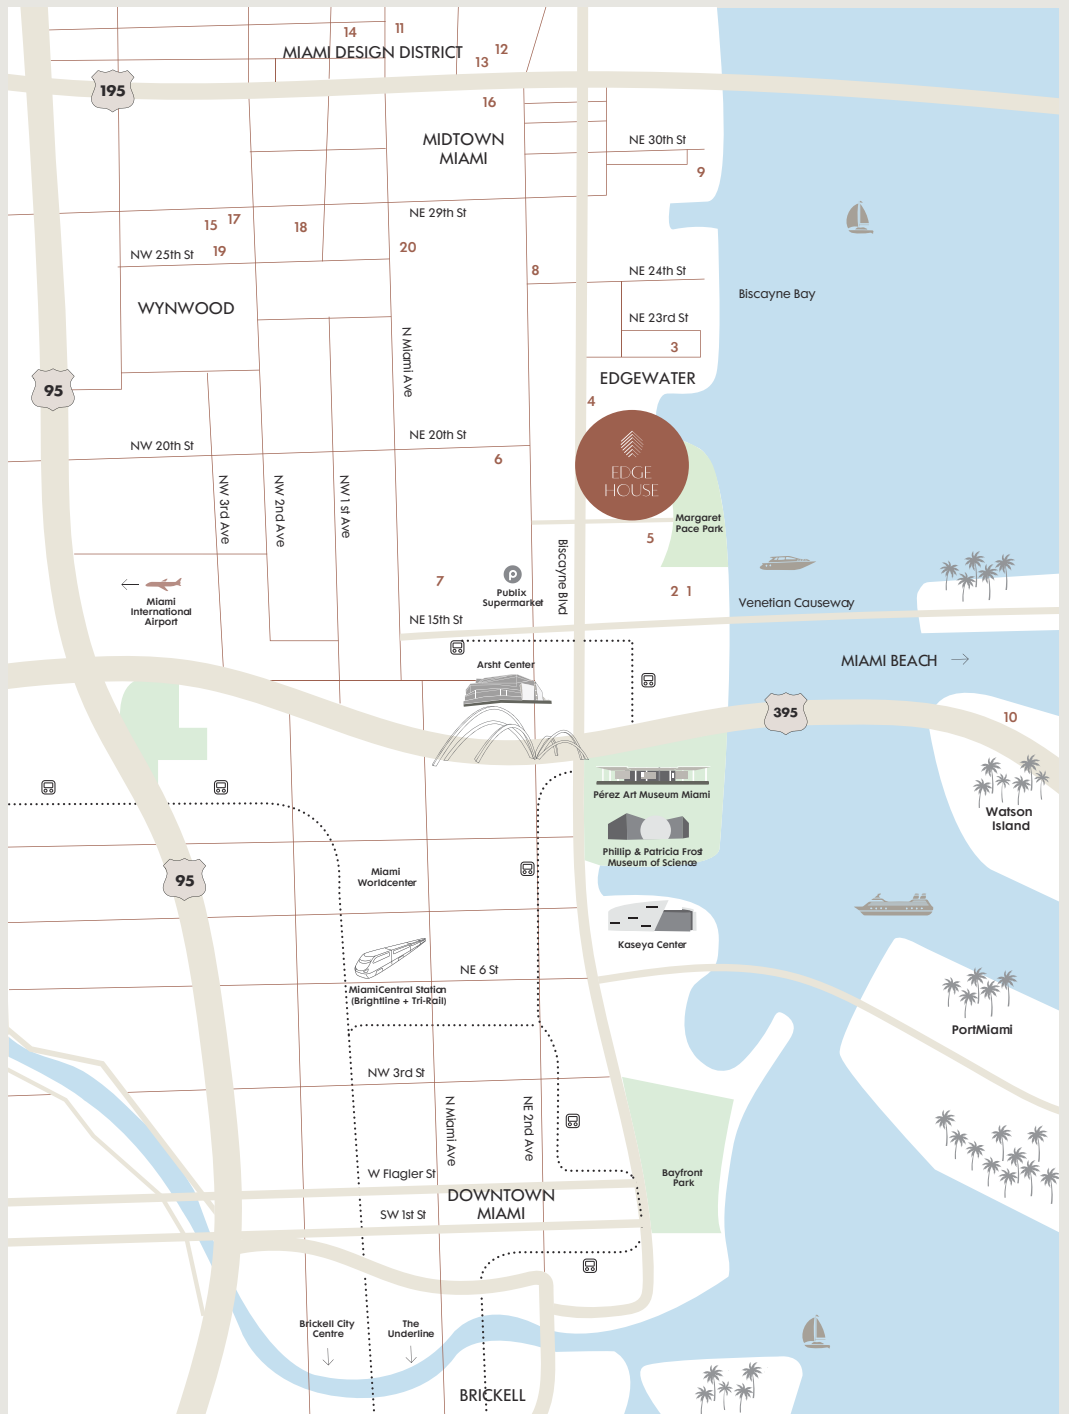 14
11
MIAMI DESIGN DISTRICT
12
13
195
16
MIDTOWN
MIAMI
NE 30th St
9
NE 29th St
15
17
18
19
NW 25th St
20
8
NE 24th St
Biscayne Bay
WYNWOOD
NE 23rd St
3
N Miami Ave
EDGEWATER
95
4
NE 20th St
NW 20th St
6
EDGE
HOUSE
NW 3rd Ave
NW 2nd Ave
NW 1st Ave
Margaret
Pace Park
5
Biscayne Blvd
7
Publix
Supermarket
2
1
Miami
International
Airport
Venetian Causeway
NE 15th St
Arsht Center
MIAMI BEACH
395
10
Pérez Art Museum Miami
Watson
Island
Phillip & Patricia Frost
Museum of Science
Miami
Worldcenter
95
Kaseya Center
NE 6 St
MiamiCentral Station
(Brightline + Tri-Rail)
PortMiami
NW 3rd St
N Miami Ave
NE 2nd Ave
W Flagler St
Bayfront
Park
DOWNTOWN
MIAMI
SW 1st St
Brickell City
Centre
The
Underline
BRICKELL